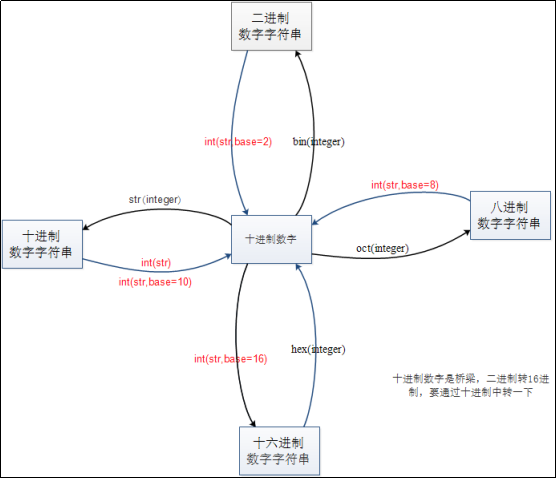 二进制
数字字符串
int(str,base=2)
bin(integer)
int(str,base=8)
str(integer)
八进制
数字字符串
十进制
数字字符串
十进制数字
oct(integer)
int(str)
int(str,base=10)
int(str,base=16)
hex(integer)
十进制数字是桥梁，二进制转16进
制，要通过十进制中转一下
十六进制
数字字符串